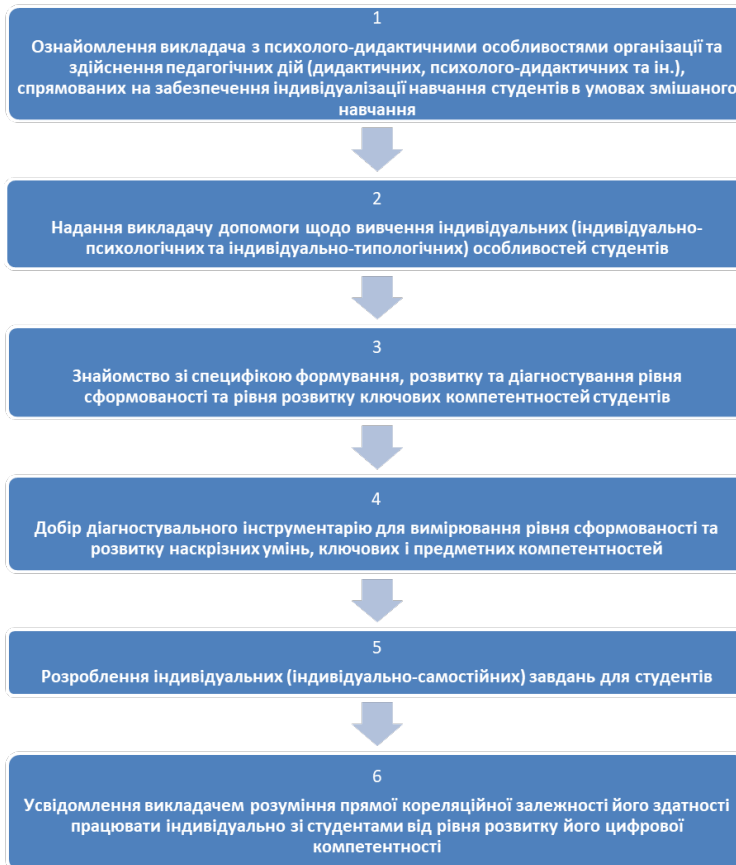 1
Ознайомлення викладача з психолого-дидактичними особливостями організації та
здійснення педагогічних дій (дидактичних, психолого-дидактичних та ін.),
спрямованих на забезпечення індивідуалізації навчання студентів в умовах змішаного
навчання
2
Надання викладачу допомоги щодо вивчення індивідуальних (індивідуально-
психологічних та індивідуально-типологічних) особливостей студентів
3
Знайомство зі специфікою формування, розвитку та діагностування рівня
сформованості та рівня розвитку ключових компетентностей студентів
4
Добір діагностувального інструментарію для вимірювання рівня сформованості та
розвитку наскрізних умінь, ключових і предметних компетентностей
5
Розроблення індивідуальних (індивідуально-самостійних) завдань для студентів
6
Усвідомлення викладачем розуміння прямої кореляційної залежності його здатності
працювати індивідуально зі студентами від рівня розвитку його цифрової
компетентності